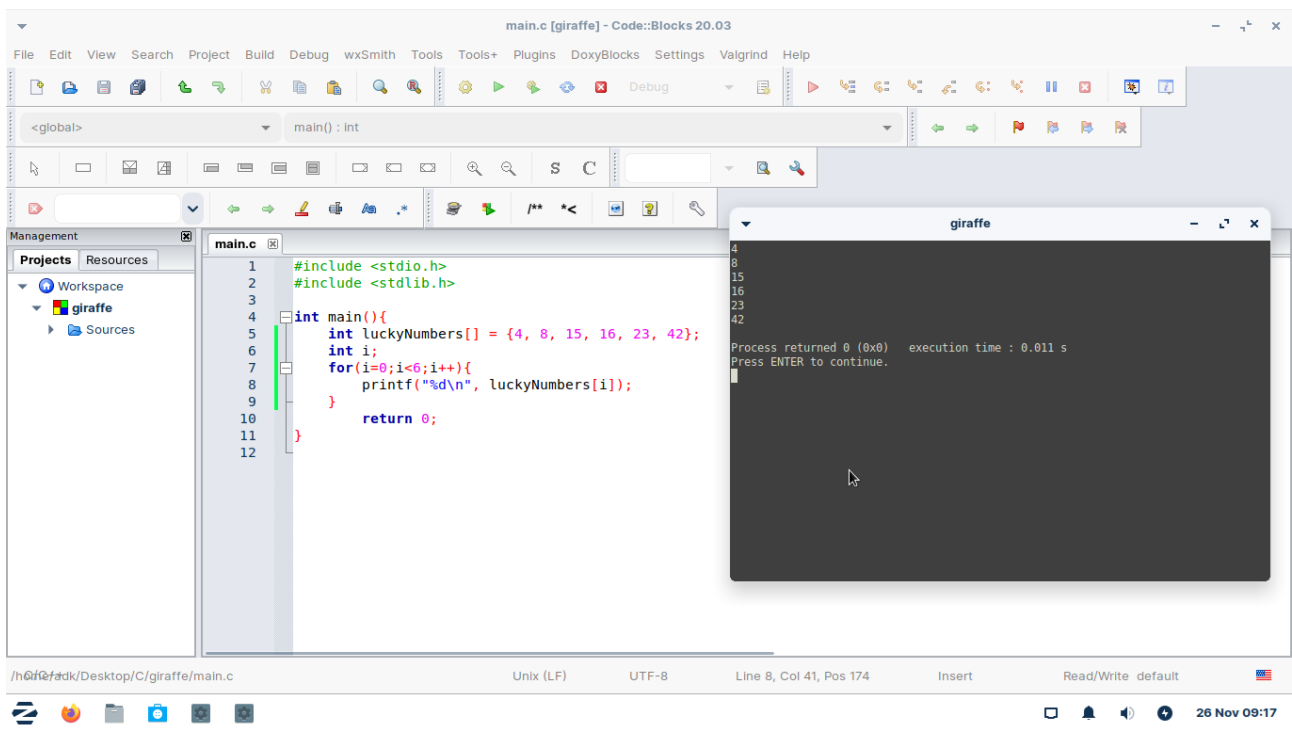 main.c [giraffe] - Code::Blocks 20.03
File Edit View Search Project Build Debug wxSmith Tools Tools+ Plugins DoxyBlocks Settings Valgrind Help
Debug
<global> main() : int
S C
/** *<
Management
Projects Resources
Workspace
giraffe
Sources
main.c
1 #include <stdio.h>
2 #include <stdlib.h>
3
4 int main(){
5 int luckyNumbers[] = {4, 8, 15, 16, 23, 42};
6 int i;
7 for(i=0;i<6;i++){
8 printf("%d\n", luckyNumbers[i]);
9 }
10 return 0;
11 }
12
giraffe
4
8
15
16
23
42
Process returned 0 (0x0) execution time : 0.011 s
Press ENTER to continue.
/Desktop/C/giraffe/main.c Unix (LF) UTF-8 Line 8, Col 41, Pos 174 Insert Read/Write default
26 Nov 09:17